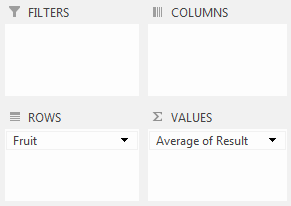 FILTERS
COLUMNS
ROWS
Fruit
VALUES
Average of Result